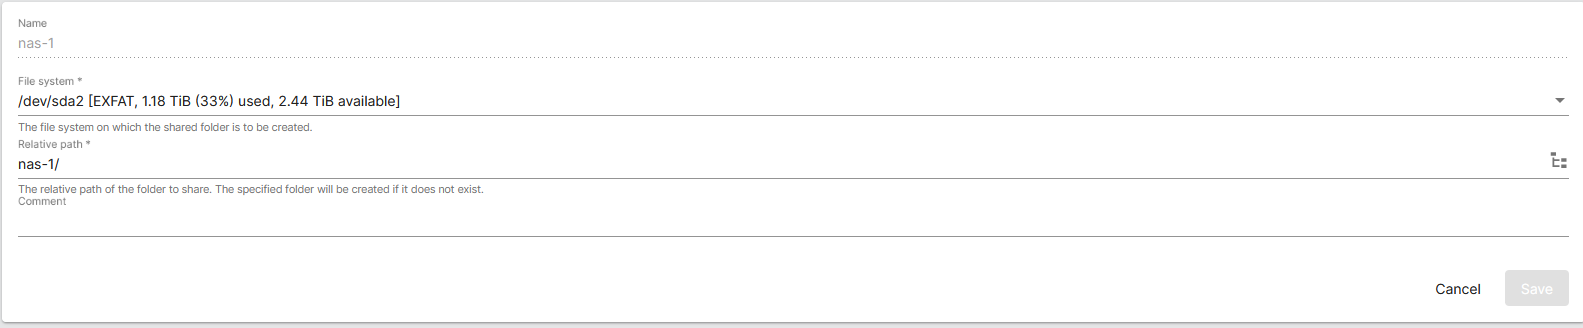 Name
nas-1
File system *
/dev/sda2 [EXFAT, 1.18 TiB (33%) used, 2.44 TiB available]
The file system on which the shared folder is to be created.
Relative path *
nas-1/
The relative path of the folder to share. The specified folder will be created if it does not exist.
Comment
Cancel Save